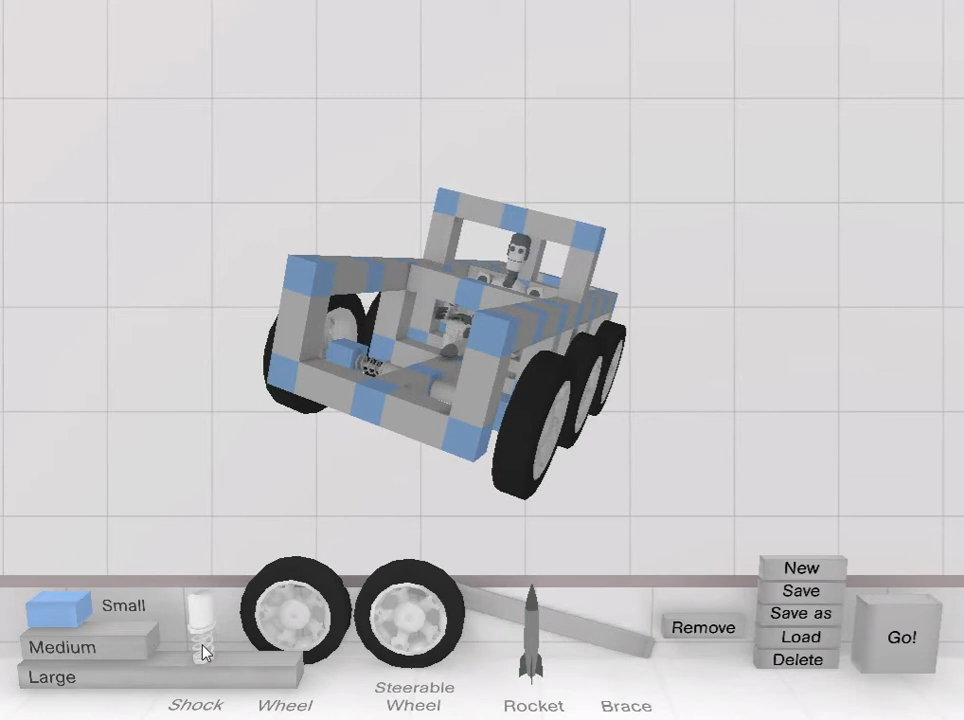 Small
Medium
Large
Shock
Wheel
Steerable
Wheel
Rocket
Brace
Remove
New
Save
Save as
Load
Delete
Go!